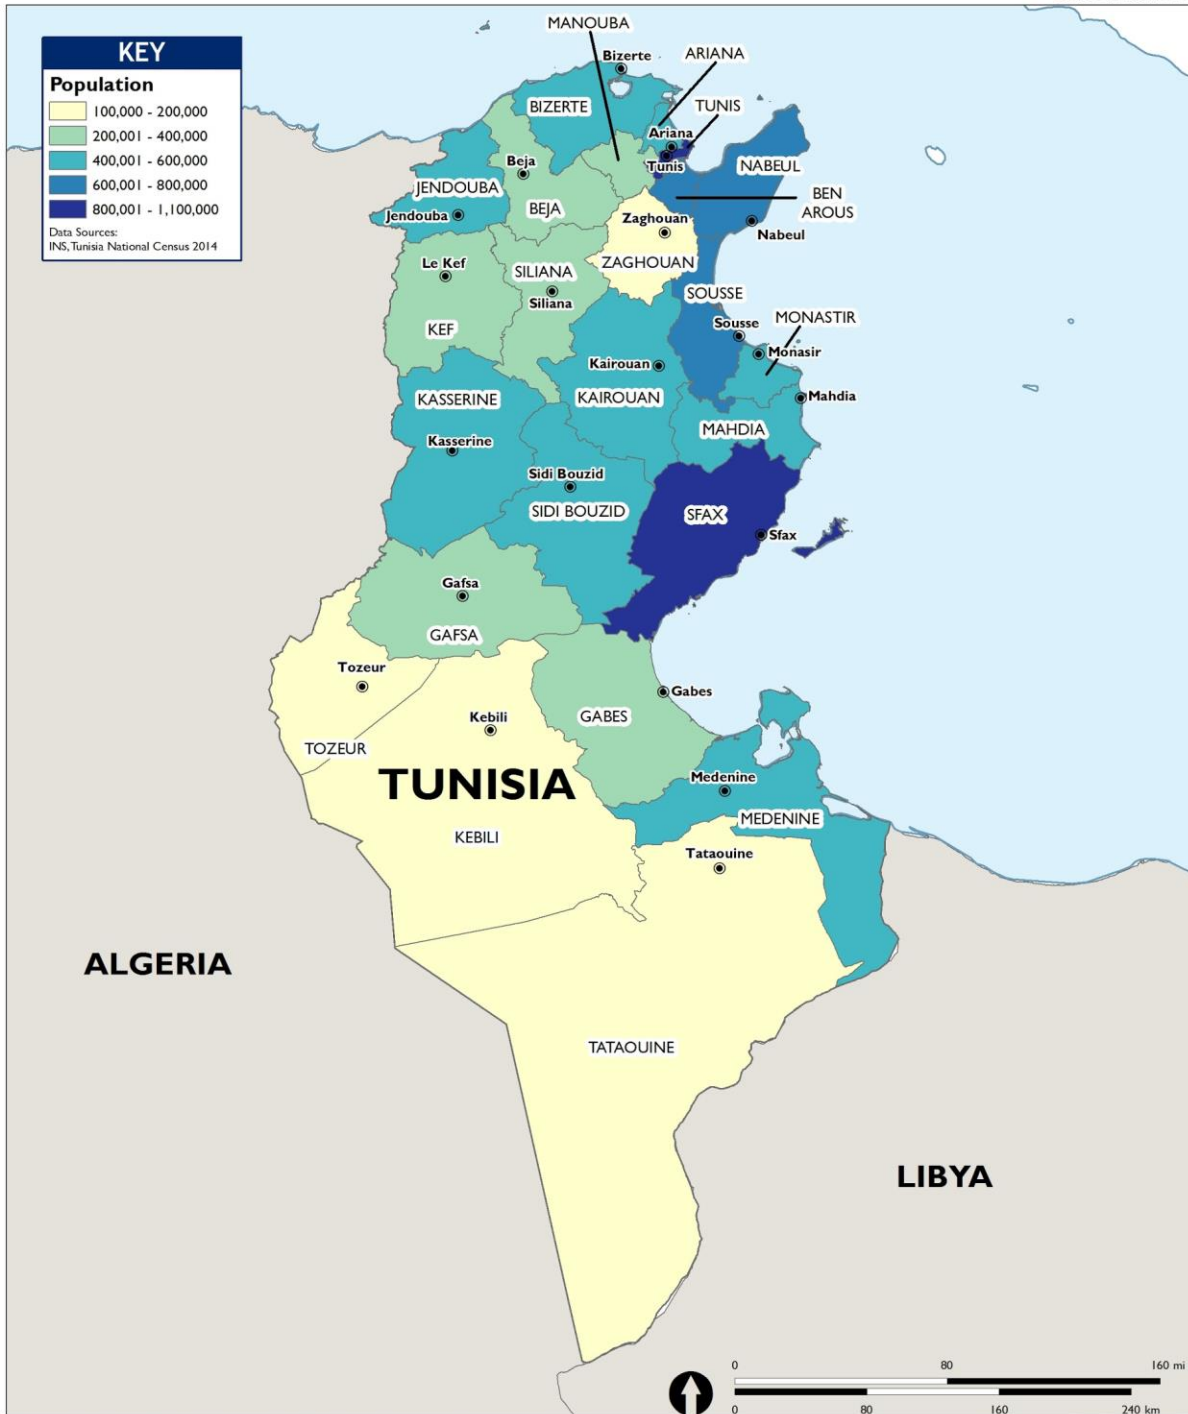 KEY
Population
100,000 - 200,000
200,001 - 400,000
400,001 - 600,000
600,001 - 800,000
800,001 - 1,100,000
Data Sources:
INS, Tunisia National Census 2014
MANOUBA
ARIANA
TUNIS
Bizerte
BIZERTE
Ariana
Tunis
NABEUL
Beja
JENDOUBA
BEN
AROUS
Jendouba
BEJA
Zaghouan
Nabeul
Le Kef
SILIANA
ZAGHOUAN
Siliana
SOUSSE
KEF
Sousse
MONASTIR
Monasir
Kairouan
KASSERINE
KAIROUAN
Mahdia
MAHDIA
Kasserine
Sidi Bouzid
SIDI BOUZID
SFAX
Sfax
Gafsa
GAFSA
Tozeur
Gabes
Kebili
GABES
TOZEUR
TUNISIA
Medenine
MEDENINE
KEBILI
Tataouine
ALGERIA
TATAOUINE
LIBYA
0 80 160 mi
0 80 160 240 km